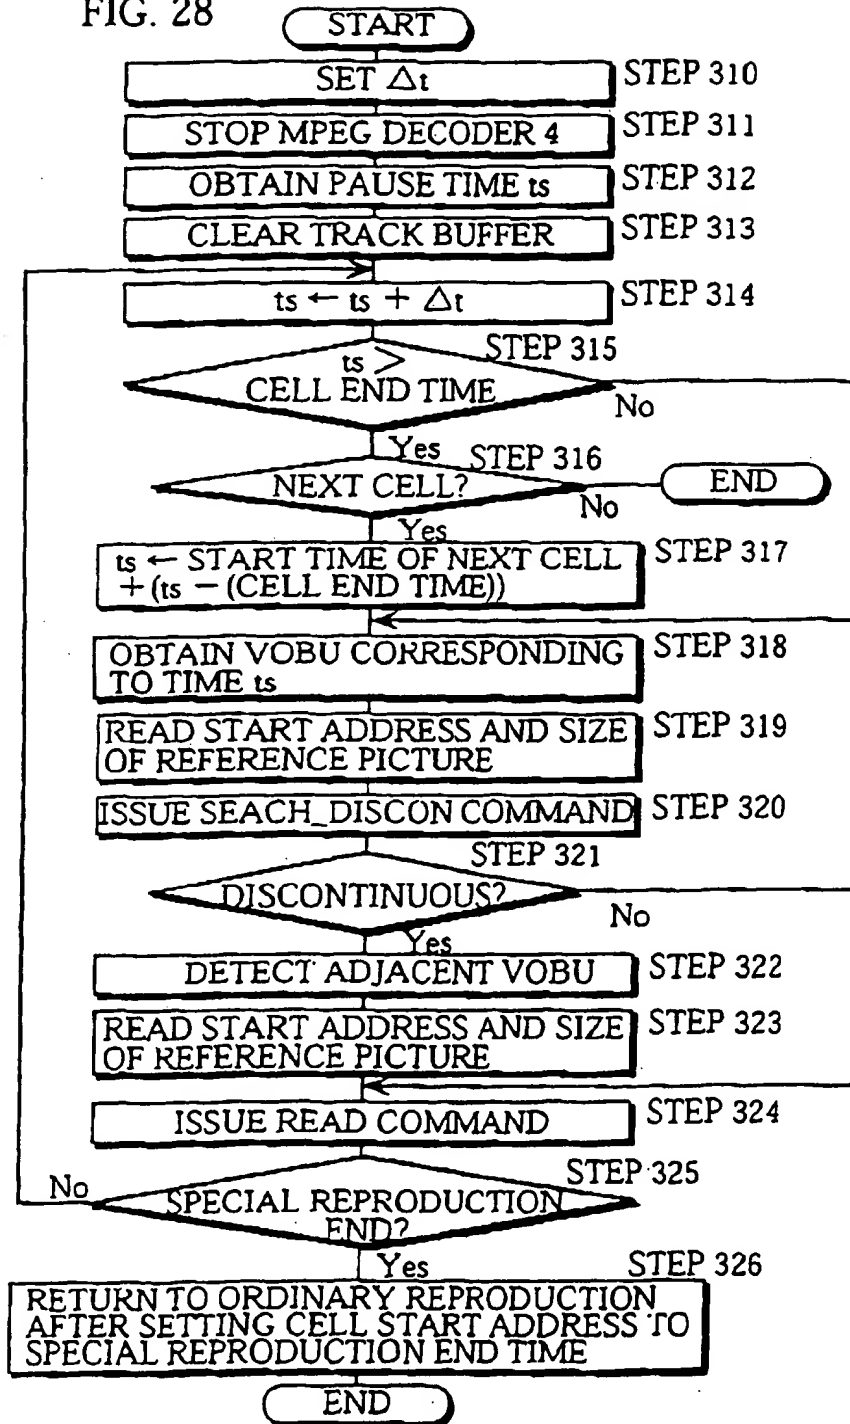 FIG. 28
START
SET Δt
STEP 310
STOP MPEG DECODER 4
STEP 311
OBTAIN PAUSE TIME ts
STEP 312
CLEAR TRACK BUFFER
STEP 313
ts ← ts + Δt
STEP 314
STEP 315
ts >
CELL END TIME
No
Yes
STEP 316
NEXT CELL?
No
END
Yes
ts ← START TIME OF NEXT CELL
+ (ts − (CELL END TIME))
STEP 317
OBTAIN VOBU CORRESPONDING
TO TIME ts
STEP 318
READ START ADDRESS AND SIZE
OF REFERENCE PICTURE
STEP 319
ISSUE SEACH_DISCON COMMAND
STEP 320
STEP 321
DISCONTINUOUS?
No
Yes
DETECT ADJACENT VOBU
STEP 322
READ START ADDRESS AND SIZE
OF REFERENCE PICTURE
STEP 323
ISSUE READ COMMAND
STEP 324
STEP 325
No
SPECIAL REPRODUCTION
END?
Yes
STEP 326
RETURN TO ORDINARY REPRODUCTION
AFTER SETTING CELL START ADDRESS TO
SPECIAL REPRODUCTION END TIME
END